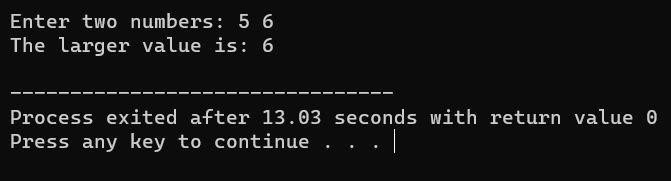 Enter two numbers: 5 6
The larger value is: 6
--------------------------------
Process exited after 13.03 seconds with return value 0
Press any key to continue . . .